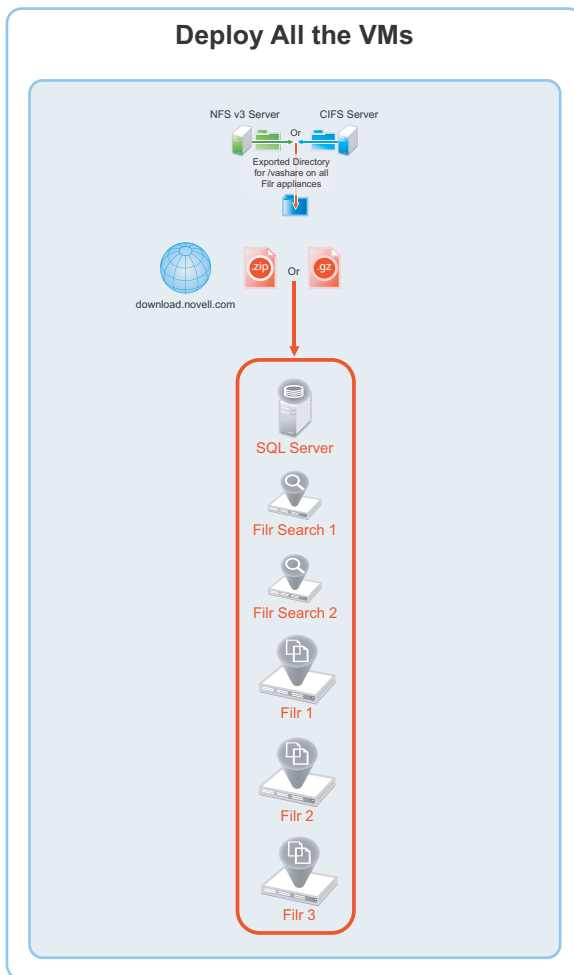 Deploy All the VMs
NFS v3 Server
CIFS Server
Or
Exported Directory
for /vashare on all
Filr appliances
V
.zip
Or
.gz
download.novell.com
SQL Server
Filr Search 1
Filr Search 2
Filr 1
Filr 2
Filr 3